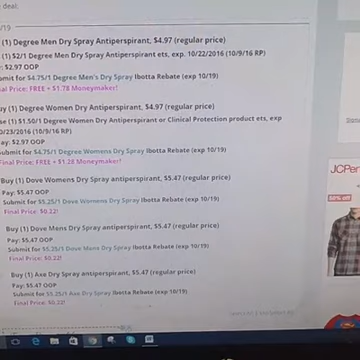 deal:
/19
(1) Degree Men Dry Spray Antiperspirant, $4.97 (regular price)
(1) $2/1 Degree Men Dry Spray Antiperspirant ets, exp. 10/22/2016 (10/9/16 RP)
: $2.97 OOP
bmit for $4.75/1 Degree Men's Dry Spray Ibotta Rebate (exp 10/19)
al Price: FREE + $1.78 Moneymaker!
uy (1) Degree Women Dry Antiperspirant, $4.97 (regular price)
se (1) $1.50/1 Degree Women Dry Antiperspirant or Clinical Protection product ets, exp
0/23/2016 (10/9/16 RP)
ay: $2.97 OOP
Submit for $4.75/1 Degree Womens Dry Spray Ibotta Rebate (exp 10/19)
Final Price: FREE + $1.28 Moneymaker!
Buy (1) Dove Womens Dry Spray antiperspirant, $5.47 (regular price)
Pay: $5.47 OOP
Submit for $5.25/1 Dove Womens Dry Spray Ibotta Rebate (exp 10/19)
Final Price: $0.22!
Buy (1) Dove Mens Dry Spray antiperspirant, $5.47 (regular price)
Pay: $5.47 OOP
Submit for $5.25/1 Dove Mens Dry Spray Ibotta Rebate (exp 10/19)
Final Price: $0.22!
Buy (1) Axe Dry Spray antiperspirant, $5.47 (regular price)
Pay: $5.47 OOP
Submit for $5.25/1 Axe Dry Spray Ibotta Rebate (exp 10/19)
Final Price: $0.22!
JCPen